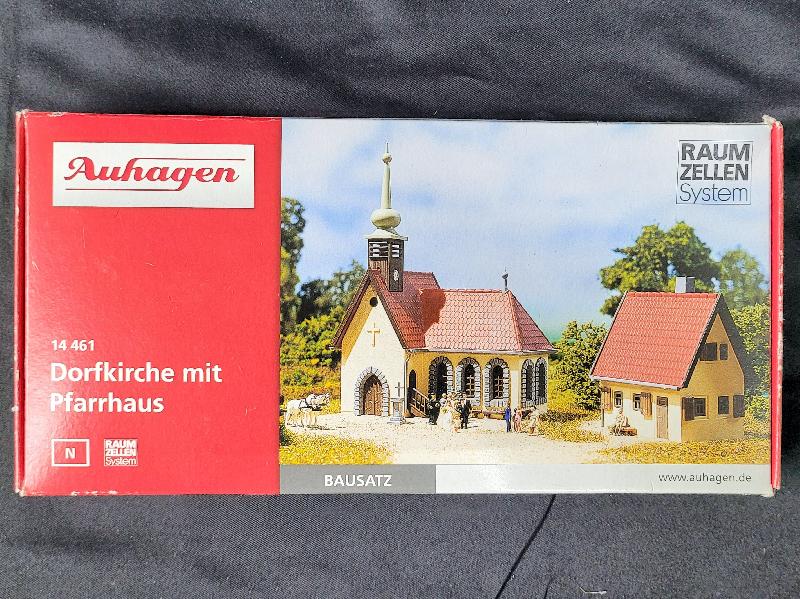 Auhagen
RAUM
ZELLEN
System
14 461
Dorfkirche mit
Pfarrhaus
N
RAUM
ZELLEN
System
BAUSATZ
www.auhagen.de